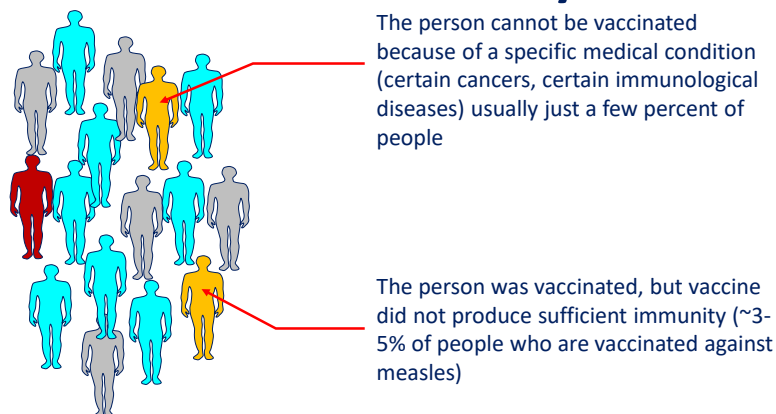 The person cannot be vaccinated
because of a specific medical condition
(certain cancers, certain immunological
diseases) usually just a few percent of
people
The person was vaccinated, but vaccine
did not produce sufficient immunity (~3-
5% of people who are vaccinated against
measles)